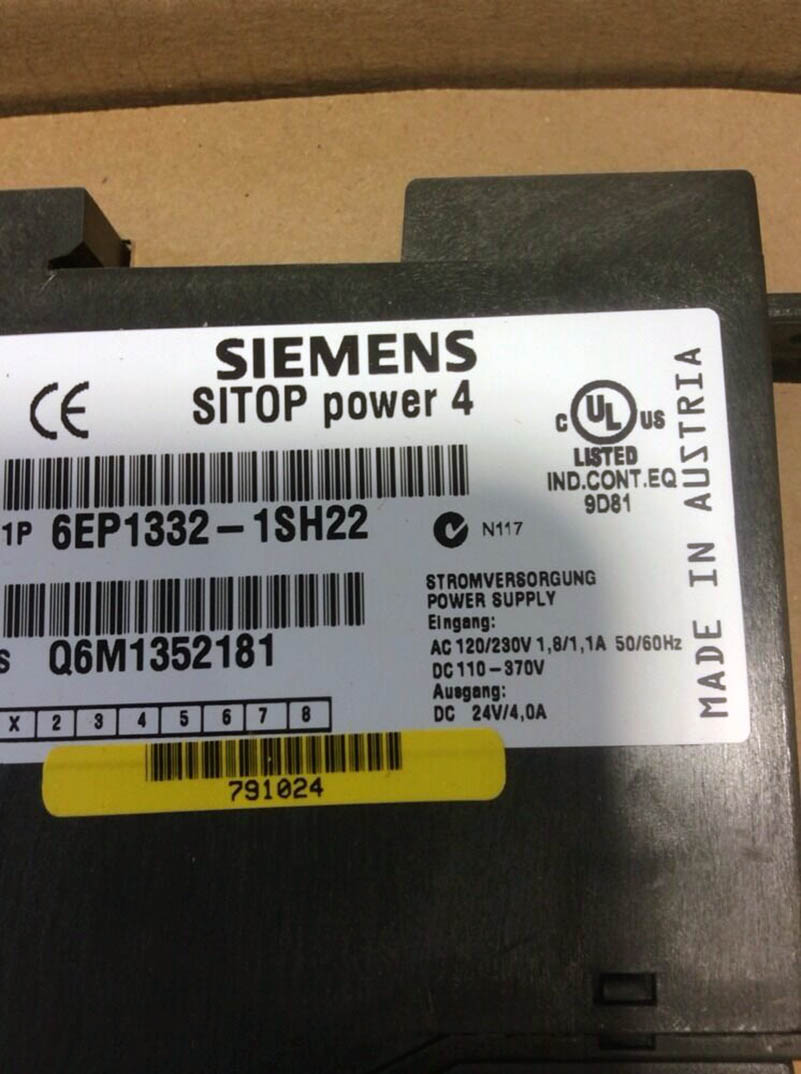 SIEMENS
SITOP power 4
CE
C UL US
LISTED
IND.CONT.EQ
9D81
MADE IN AUSTRIA
1P 6EP1332-1SH22
N117
S Q6M1352181
STROMVERSORGUNG
POWER SUPPLY
Eingang:
AC 120/230V 1,8/1,1A 50/60Hz
DC 110-370V
Ausgang:
DC 24V/4,0A
X 2 3 4 5 6 7 8
791024